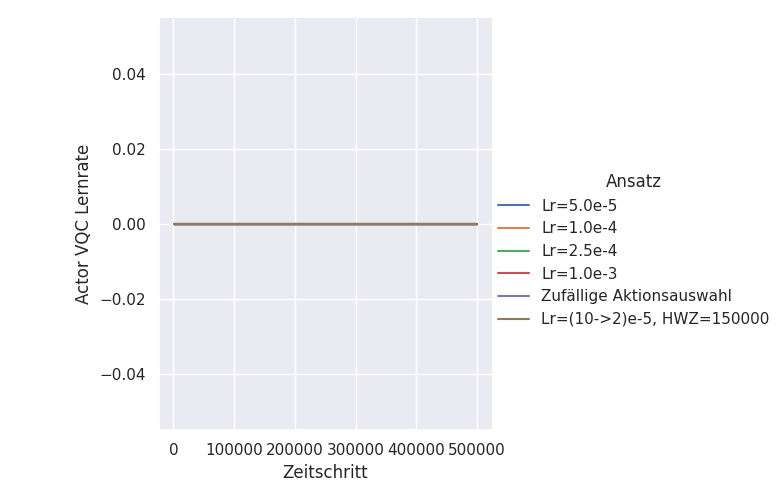 0.04
0.02
0.00
−0.02
−0.04
Actor VQC Lernrate
0 100000 200000 300000 400000 500000
Zeitschritt
Ansatz
Lr=5.0e-5
Lr=1.0e-4
Lr=2.5e-4
Lr=1.0e-3
Zufällige Aktionsauswahl
Lr=(10->2)e-5, HWZ=150000